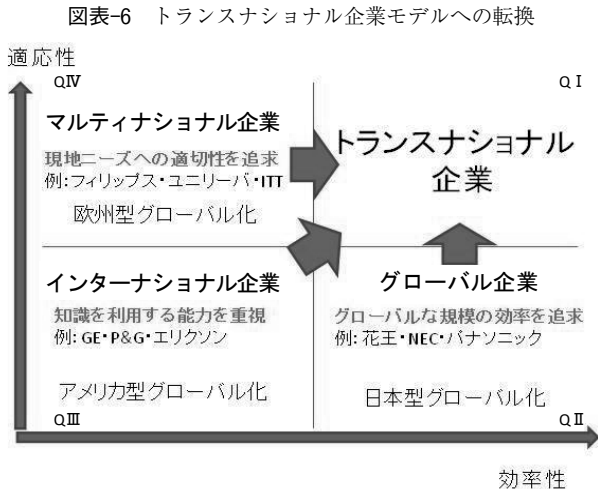 図表-6 トランスナショナル企業モデルへの転換
適応性
QⅣ
QⅠ
マルティナショナル企業
現地ニーズへの適切性を追求
例:フィリップス・ユニリーバ・ITT
欧州型グローバル化
トランスナショナル
企業
インターナショナル企業
知識を利用する能力を重視
例:GE・P&G・エリクソン
アメリカ型グローバル化
QⅢ
グローバル企業
グローバルな規模の効率を追求
例:花王・NEC・パナソニック
日本型グローバル化
QⅡ
効率性